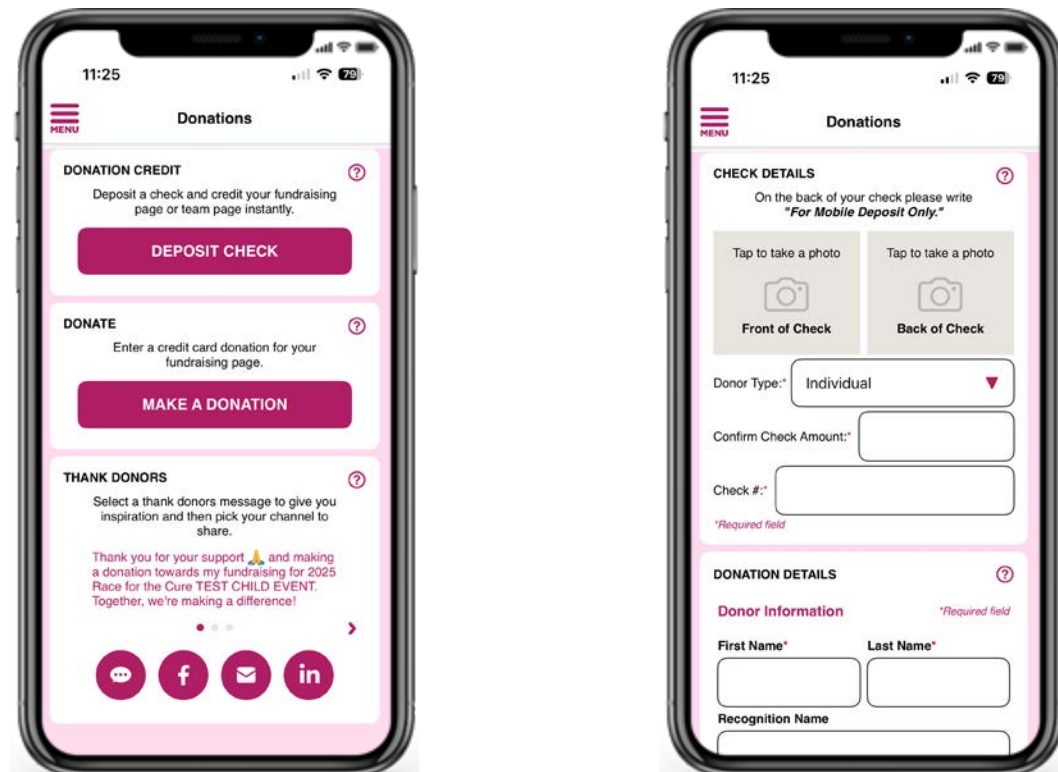 11:25
79
MENU
Donations
DONATION CREDIT
?
Deposit a check and credit your fundraising
page or team page instantly.
DEPOSIT CHECK
DONATE
?
Enter a credit card donation for your
fundraising page.
MAKE A DONATION
THANK DONORS
?
Select a thank donors message to give you
inspiration and then pick your channel to
share.
Thank you for your support 🙏 and making
a donation towards my fundraising for 2025
Race for the Cure TEST CHILD EVENT.
Together, we're making a difference!
f
in
11:25
79
MENU
Donations
CHECK DETAILS
?
On the back of your check please write
"For Mobile Deposit Only."
Tap to take a photo
Tap to take a photo
Front of Check
Back of Check
Donor Type:* Individual
Confirm Check Amount:*
Check #:*
*Required field
DONATION DETAILS
?
Donor Information *Required field
First Name* Last Name*
Recognition Name